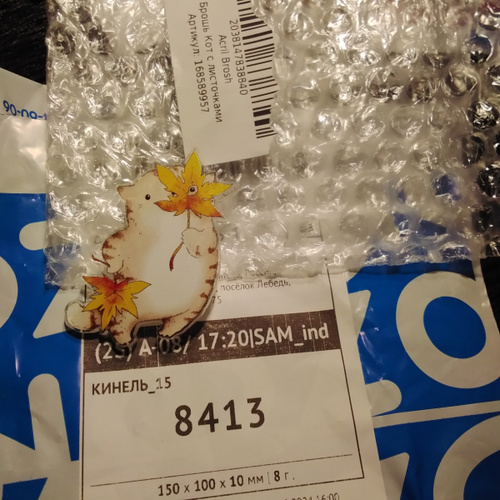 2038147838840
Acril Brosh
Брошь Кот с листочками
Артикул: 168589957
поселок Лебедь,
17:20|SAM_ind
КИНЕЛЬ_15
8413
150 x 100 x 10 мм | 8 г.